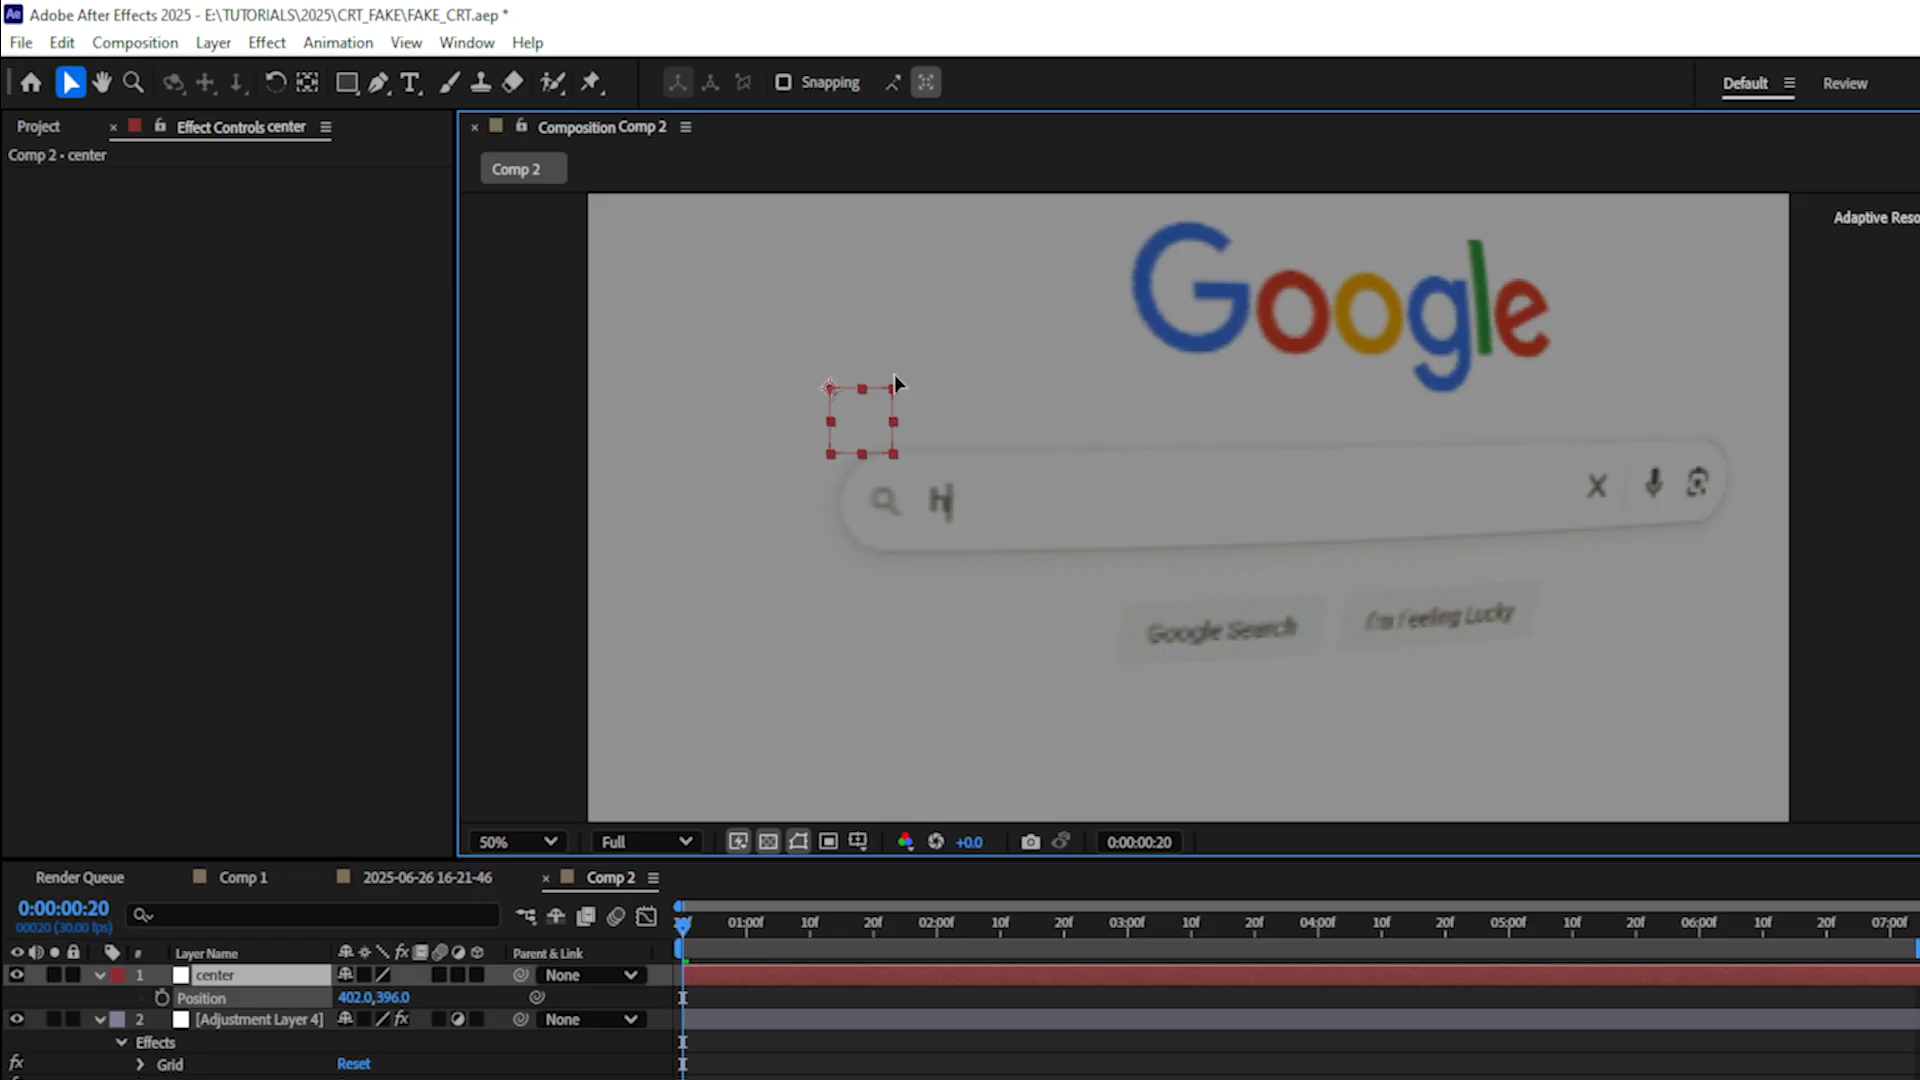 Adobe After Effects 2025 - E:\TUTORIALS\2025\CRT_FAKE\FAKE_CRT.aep *
File Edit Composition Layer Effect Animation View Window Help
Snapping Default Review
Project Effect Controls center Composition Comp 2
Comp 2 • center
Comp 2
Adaptive Reso
Google
H
Google Search I'm Feeling Lucky
50% Full +0.0 0:00:00:20
Render Queue Comp 1 2025-06-26 16-21-46 Comp 2
0:00:00:20
00020 (30.00 fps)
01:00f 10f 20f 02:00f 10f 20f 03:00f 10f 20f 04:00f 10f 20f 05:00f 10f 20f 06:00f 10f 20f 07:00f
# Layer Name Parent & Link
1 center None
Position 402.0,396.0
2 [Adjustment Layer 4] fx None
Effects
fx Grid Reset